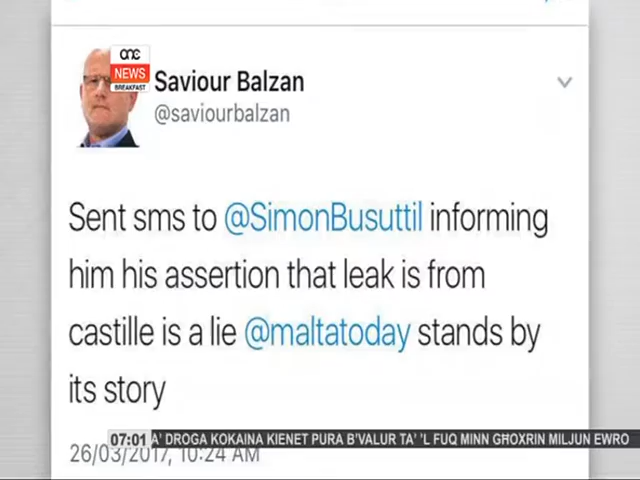 one
NEWS
BREAKFAST
Saviour Balzan
@saviourbalzan
Sent sms to @SimonBusuttil informing
him his assertion that leak is from
castille is a lie @maltatoday stands by
its story
07:01 A' DROGA KOKAINA KIENET PURA B'VALUR TA' 'L FUQ MINN GĦOXRIN MILJUN EWRO
26/03/2017, 10:24 AM